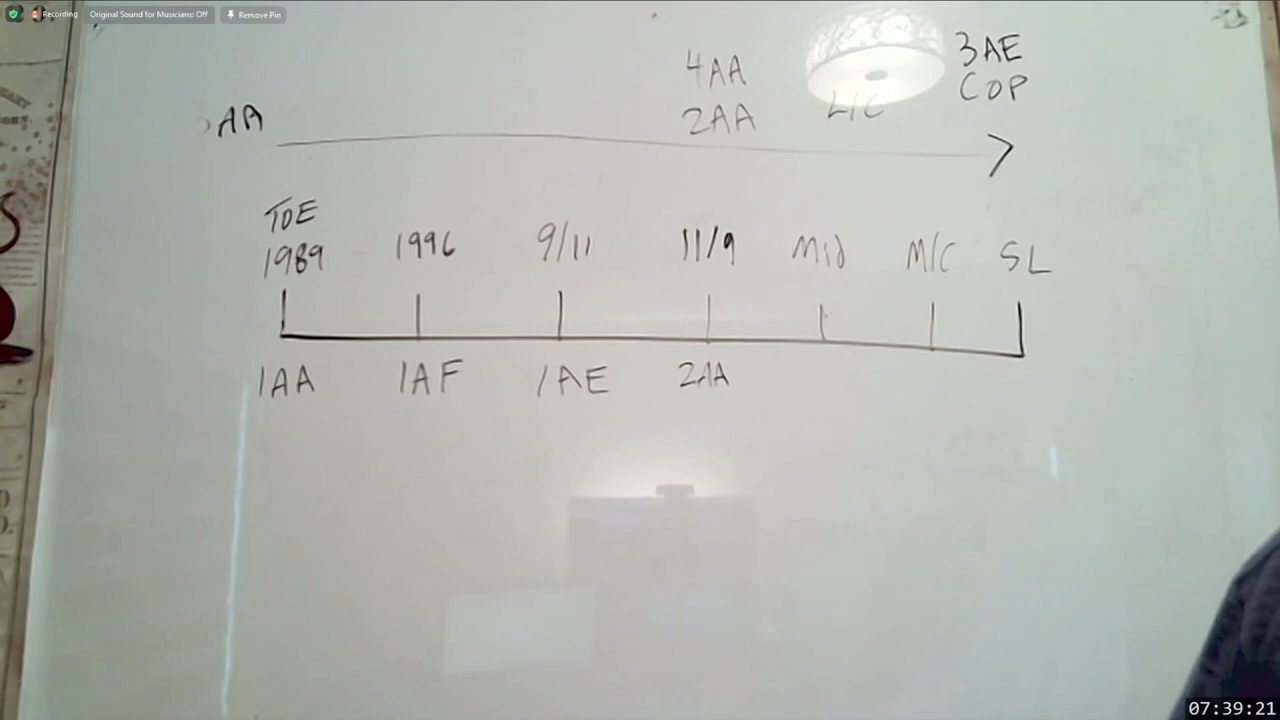 Recording Original Sound for Musicians: Off Remove Pin
4AA 3AE
2AA L/C COP
AA
TOE
1989 1996 9/11 11/9 Mid M/C SL
1AA 1AF 1AE 2AA
07:39:21